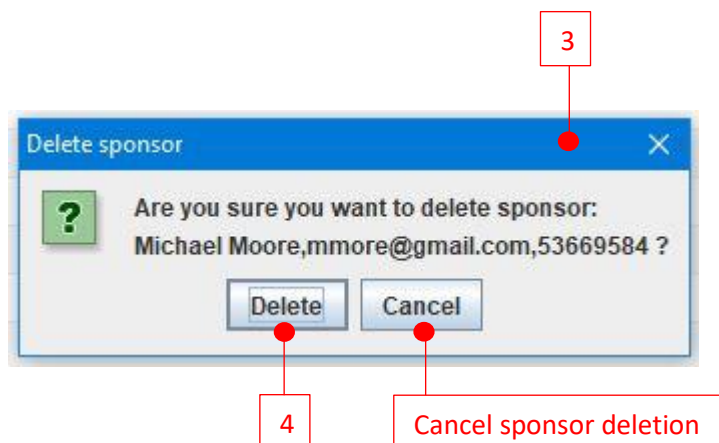 3
Delete sponsor
Are you sure you want to delete sponsor:
Michael Moore,mmore@gmail.com,53669584 ?
Delete Cancel
4 Cancel sponsor deletion